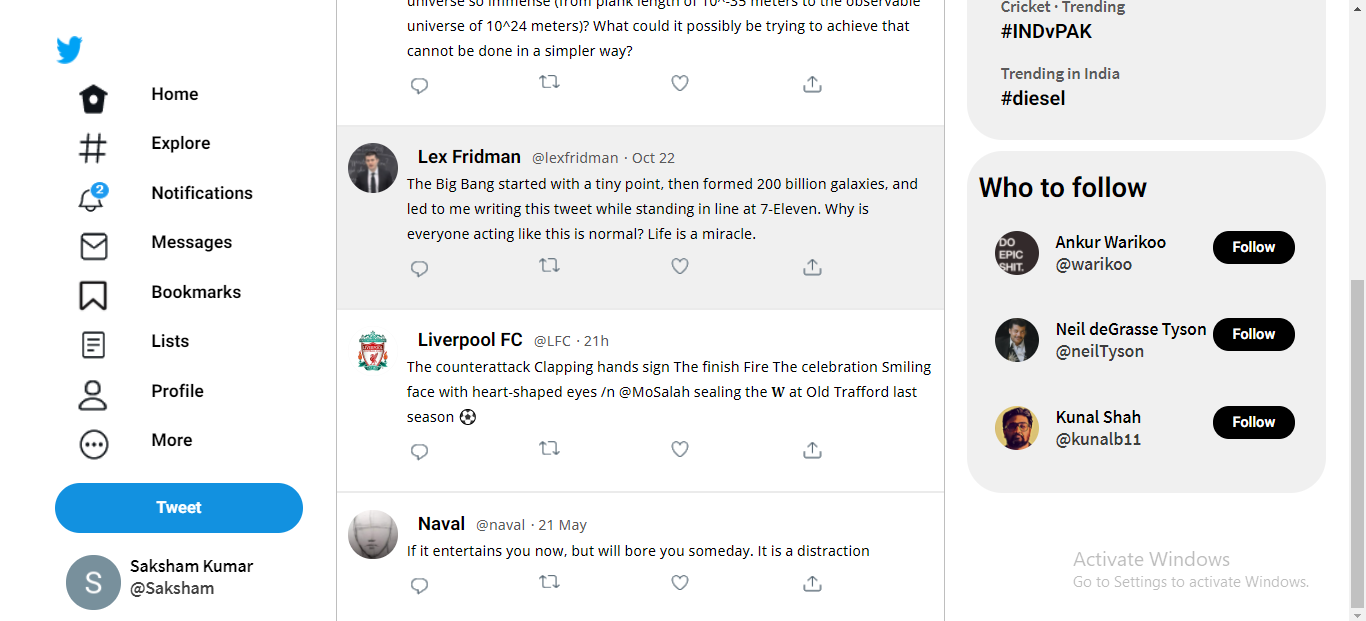 Home
Explore
2
Notifications
Messages
Bookmarks
Lists
Profile
More
Tweet
S
Saksham Kumar
@Saksham
universe so immense (from plank length of 10^-35 meters to the observable
universe of 10^24 meters)? What could it possibly be trying to achieve that
cannot be done in a simpler way?
Lex Fridman @lexfridman · Oct 22
The Big Bang started with a tiny point, then formed 200 billion galaxies, and
led to me writing this tweet while standing in line at 7-Eleven. Why is
everyone acting like this is normal? Life is a miracle.
Liverpool FC @LFC · 21h
The counterattack Clapping hands sign The finish Fire The celebration Smiling
face with heart-shaped eyes /n @MoSalah sealing the 𝐖 at Old Trafford last
season ⚽
Naval @naval · 21 May
If it entertains you now, but will bore you someday. It is a distraction
Cricket · Trending
#INDvPAK
Trending in India
#diesel
Who to follow
DO
EPIC
SHIT.
Ankur Warikoo
@warikoo
Follow
Neil deGrasse Tyson
@neilTyson
Follow
Kunal Shah
@kunalb11
Follow
Activate Windows
Go to Settings to activate Windows.